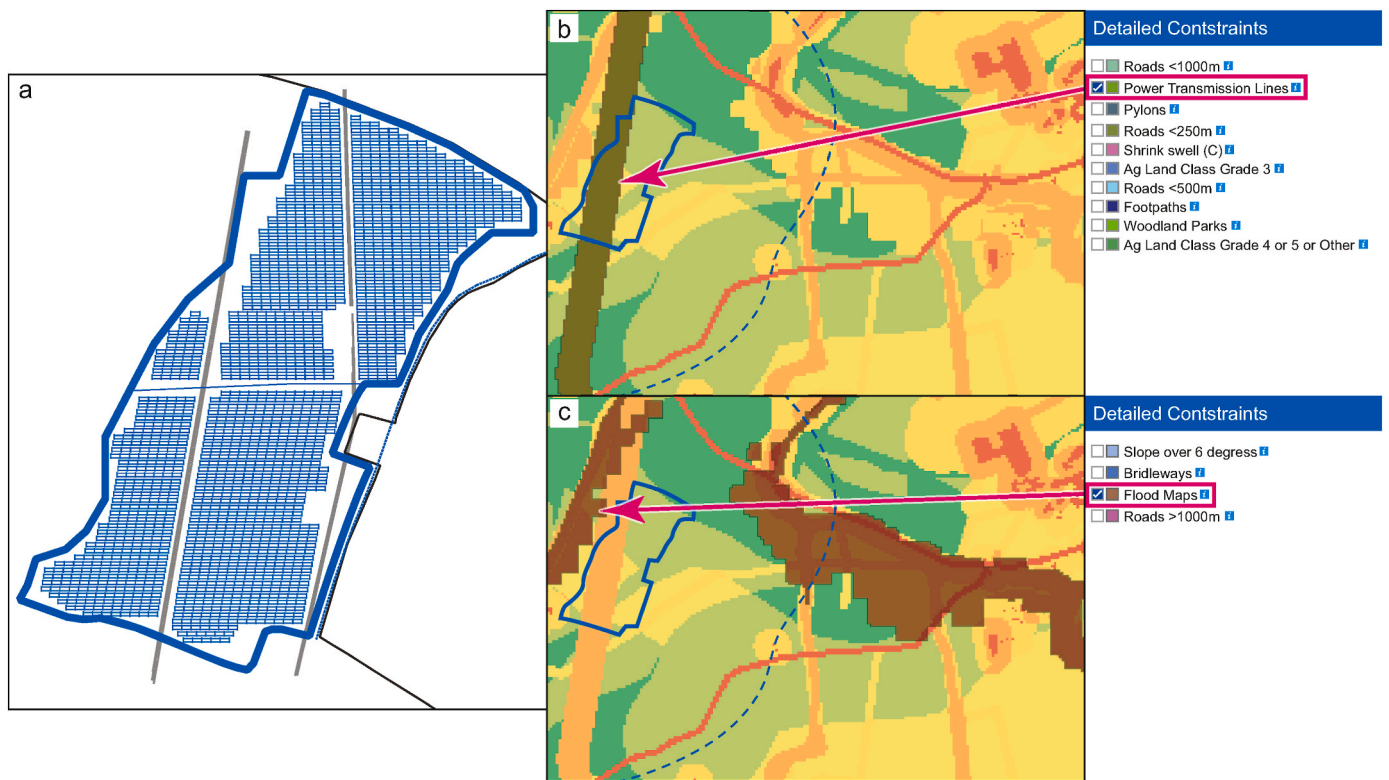 a
b
Detailed Contstraints
Roads <1000m i
Power Transmission Lines i
Pylons i
Roads <250m i
Shrink swell (C) i
Ag Land Class Grade 3 i
Roads <500m i
Footpaths i
Woodland Parks i
Ag Land Class Grade 4 or 5 or Other i
c
Detailed Contstraints
Slope over 6 degress i
Bridleways i
Flood Maps i
Roads >1000m i